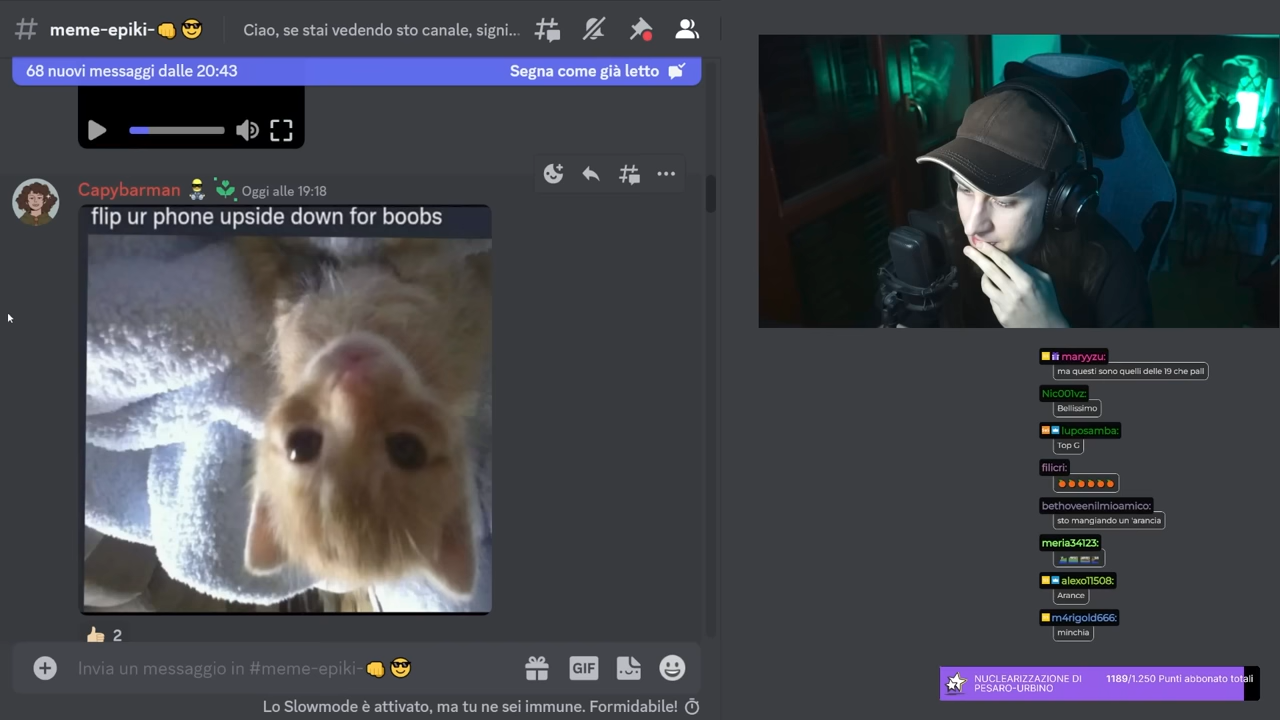 meme-epiki-👊😎
Ciao, se stai vedendo sto canale, signi...
68 nuovi messaggi dalle 20:43
Segna come già letto
Capybarman
Oggi alle 19:18
flip ur phone upside down for boobs
👍🏻 2
Invia un messaggio in #meme-epiki-👊😎
GIF
Lo Slowmode è attivato, ma tu ne sei immune. Formidabile!
maryyzu:
ma questi sono quelli delle 19 che pall
Nic001vz:
Bellissimo
luposamba:
Top G
filicri:
🍊🍊🍊🍊🍊🍊
bethoveenilmioamico:
sto mangiando un 'arancia
meria34123:
alexo11508:
Arance
m4rigold666:
minchia
NUCLEARIZZAZIONE DI
PESARO-URBINO
1189/1.250 Punti abbonato totali